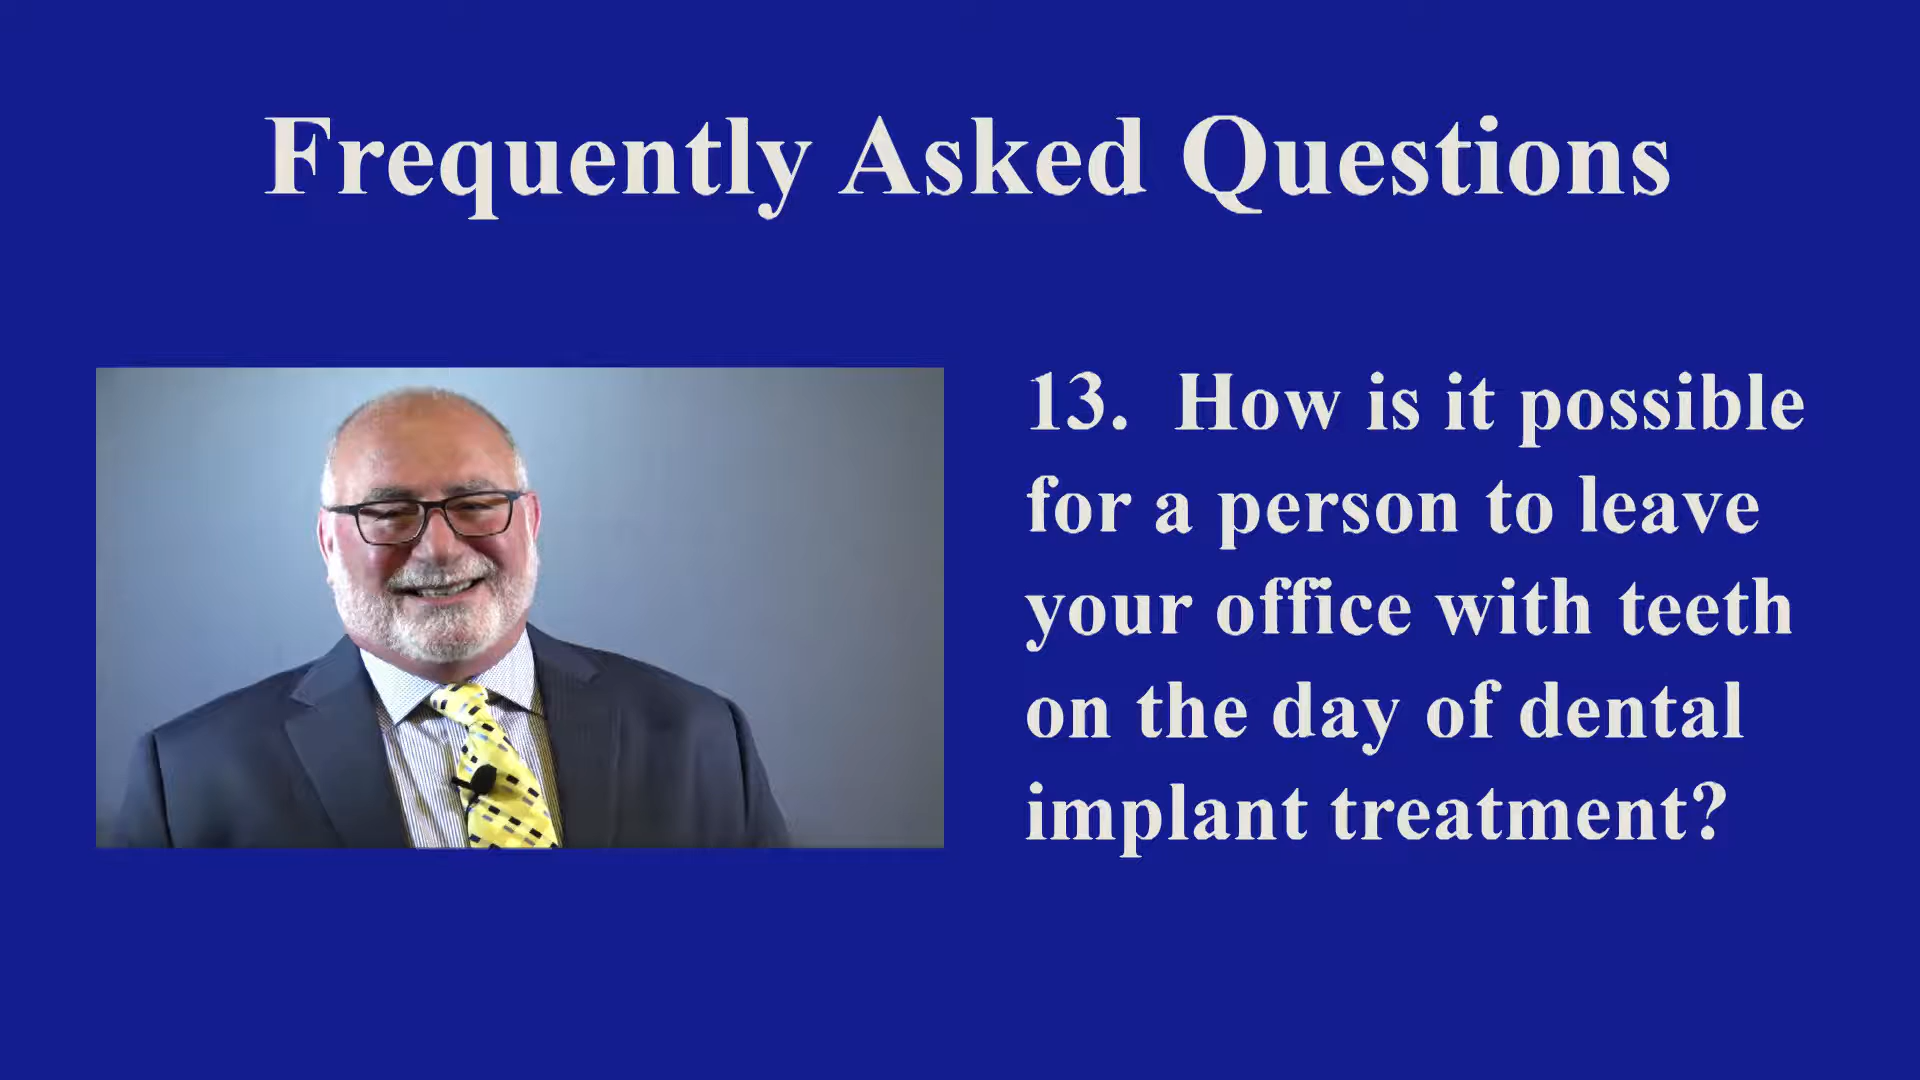 Frequently Asked Questions
13. How is it possible
for a person to leave
your office with teeth
on the day of dental
implant treatment?